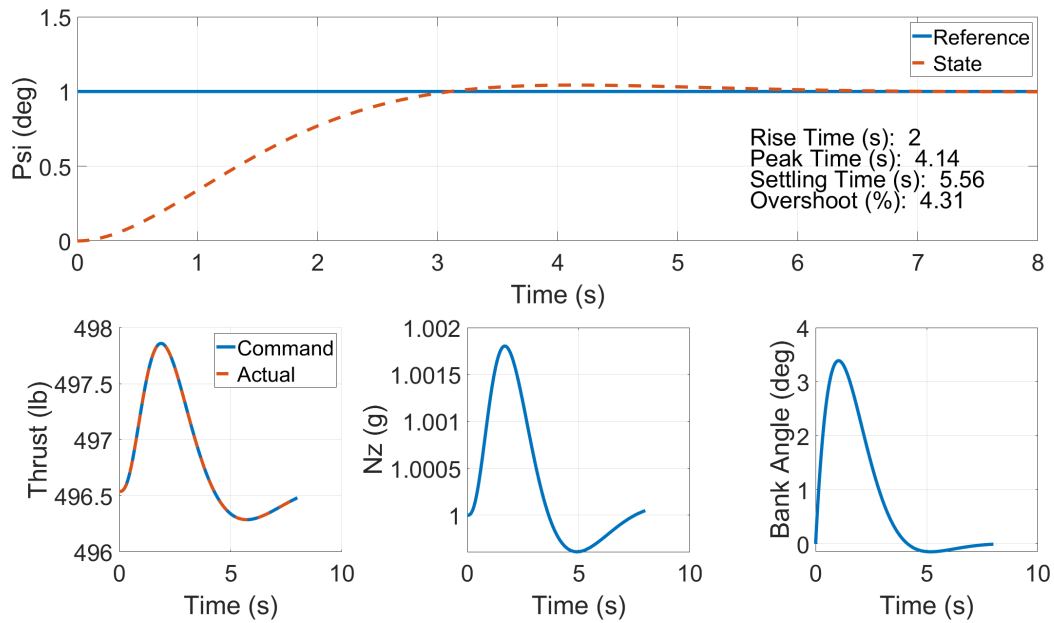 1.5
1
0.5
0
Psi (deg)
Reference
State
Rise Time (s): 2
Peak Time (s): 4.14
Settling Time (s): 5.56
Overshoot (%): 4.31
0 1 2 3 4 5 6 7 8
Time (s)
498
497.5
497
496.5
496
Thrust (lb)
Command
Actual
0 5 10
Time (s)
1.002
1.0015
1.001
1.0005
1
Nz (g)
0 5 10
Time (s)
4
3
2
1
0
Bank Angle (deg)
0 5 10
Time (s)